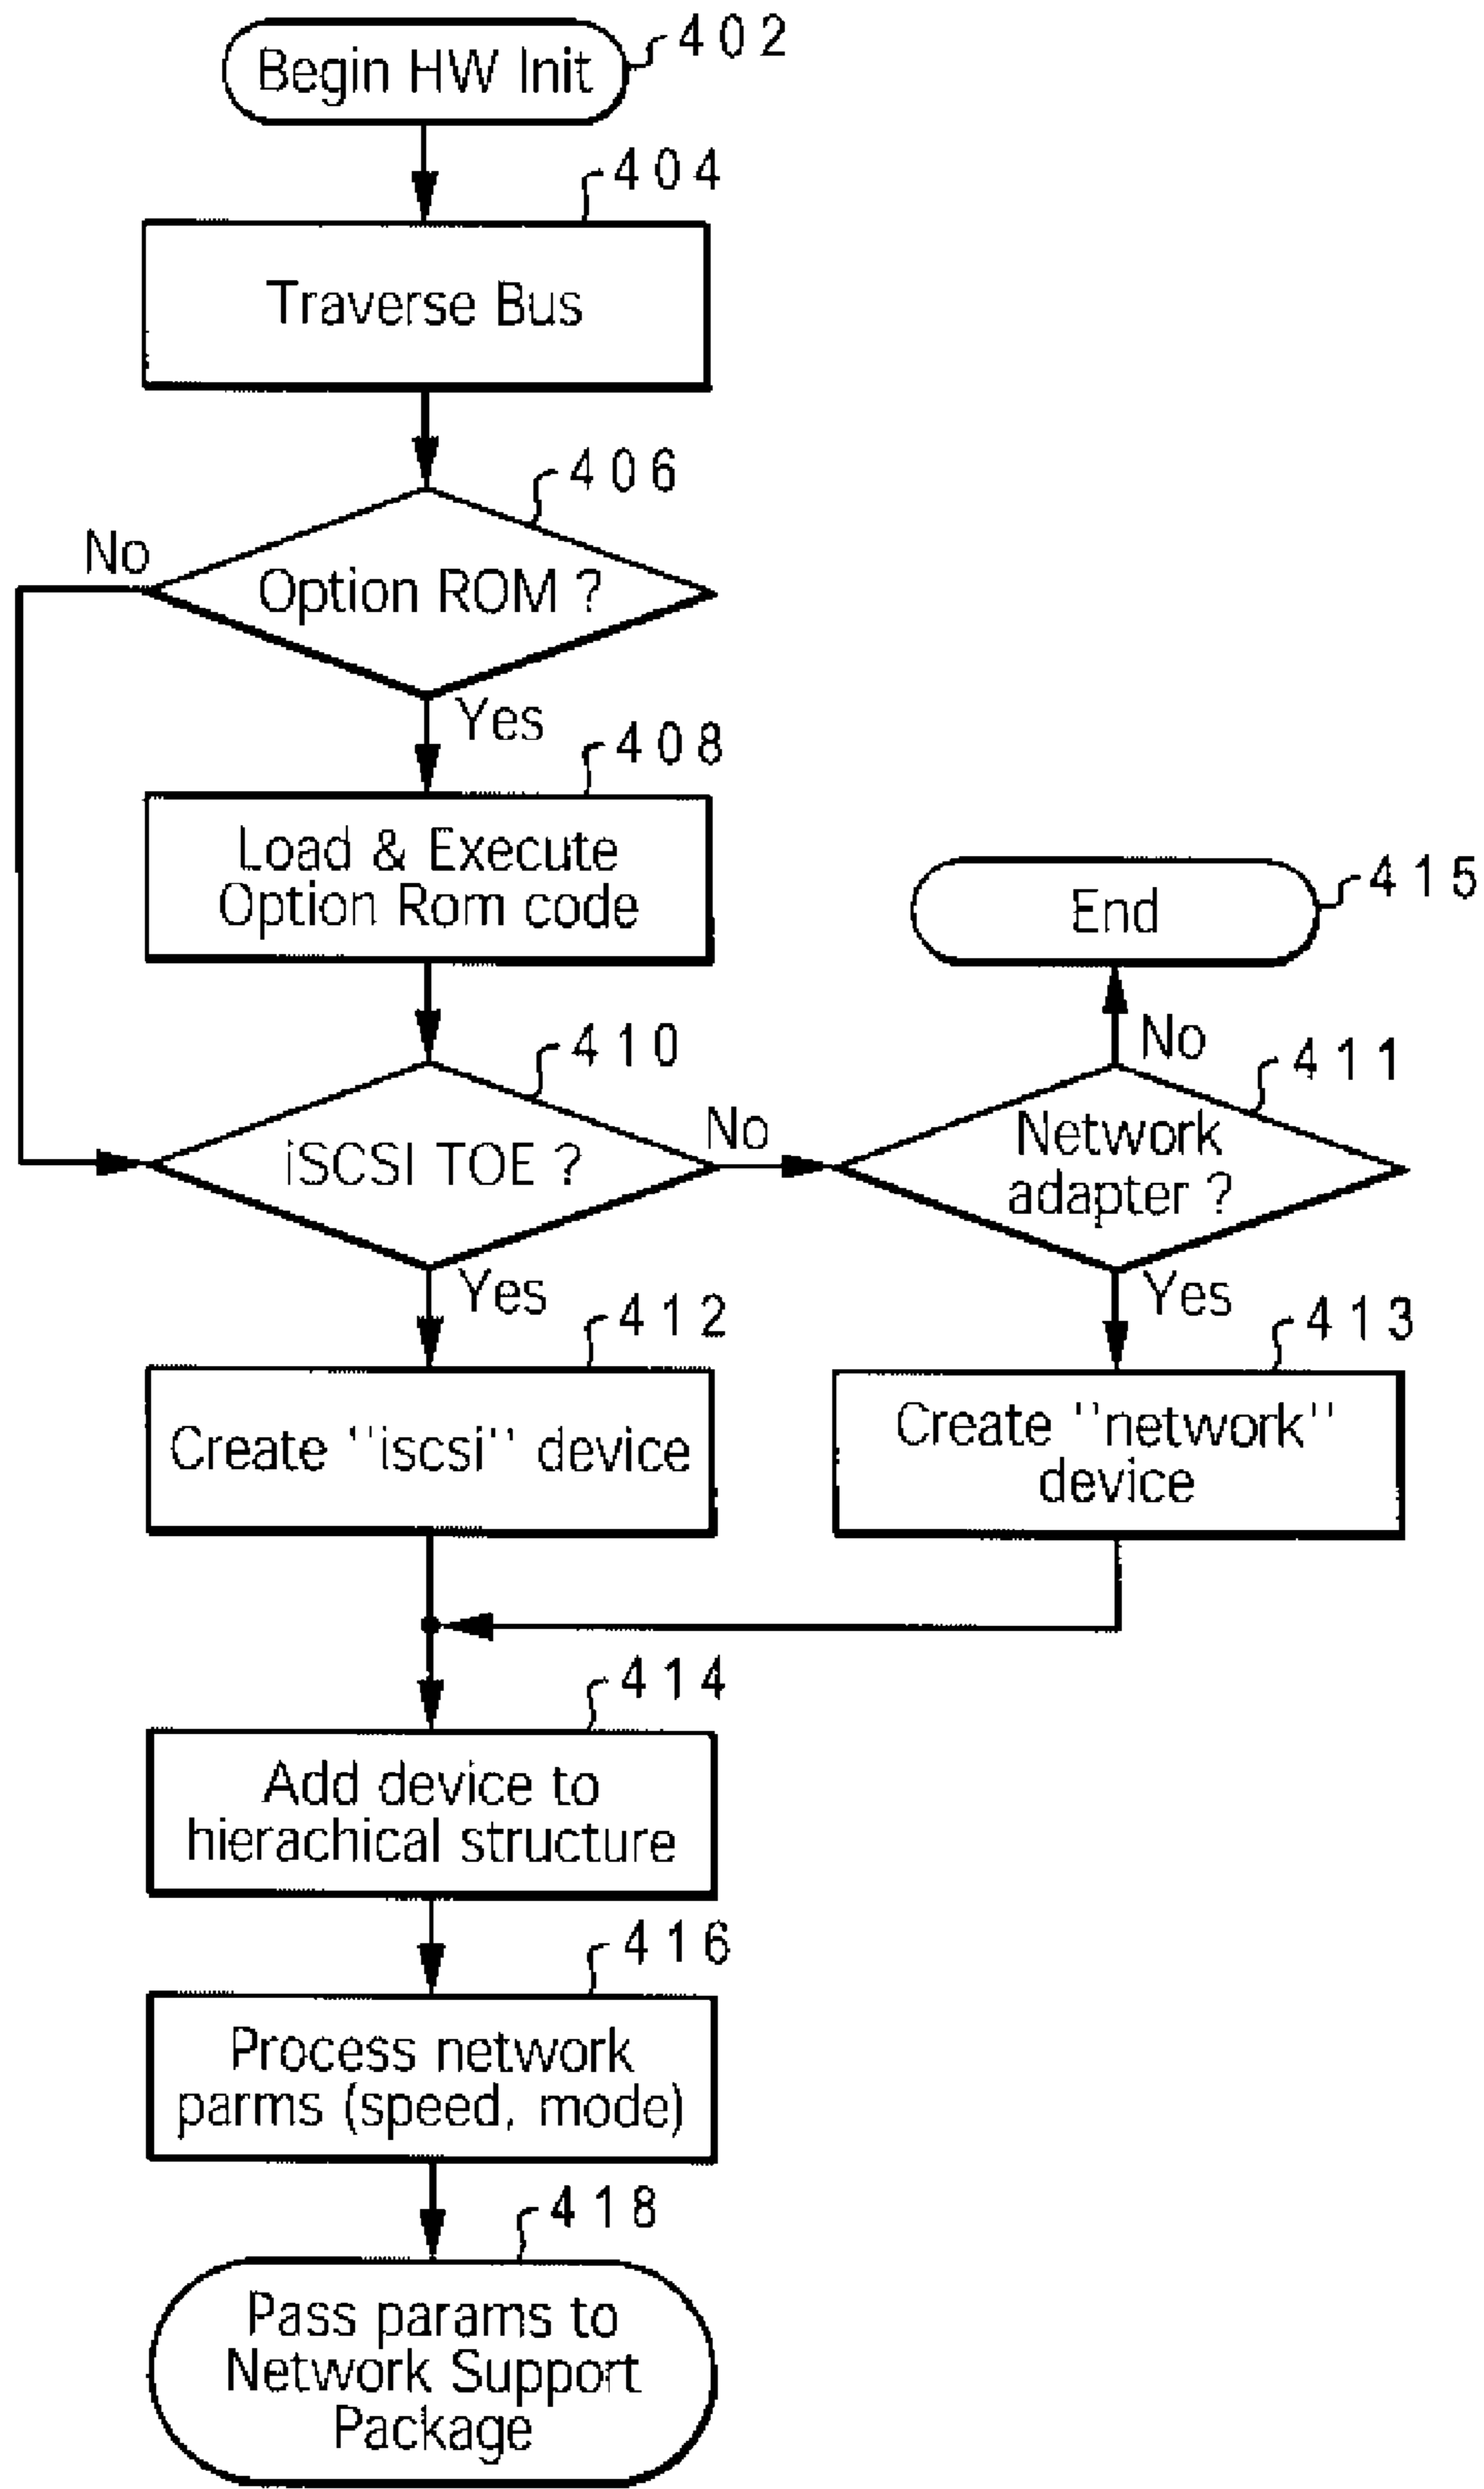 Begin HW Init
402
404
Traverse Bus
406
No
Option ROM ?
Yes
408
Load & Execute
Option Rom code
End
415
410
No
411
iSCSI TOE ?
No
Network
adapter ?
Yes
412
Yes
413
Create "iscsi" device
Create "network"
device
414
Add device to
hierachical structure
416
Process network
parms (speed, mode)
418
Pass params to
Network Support
Package